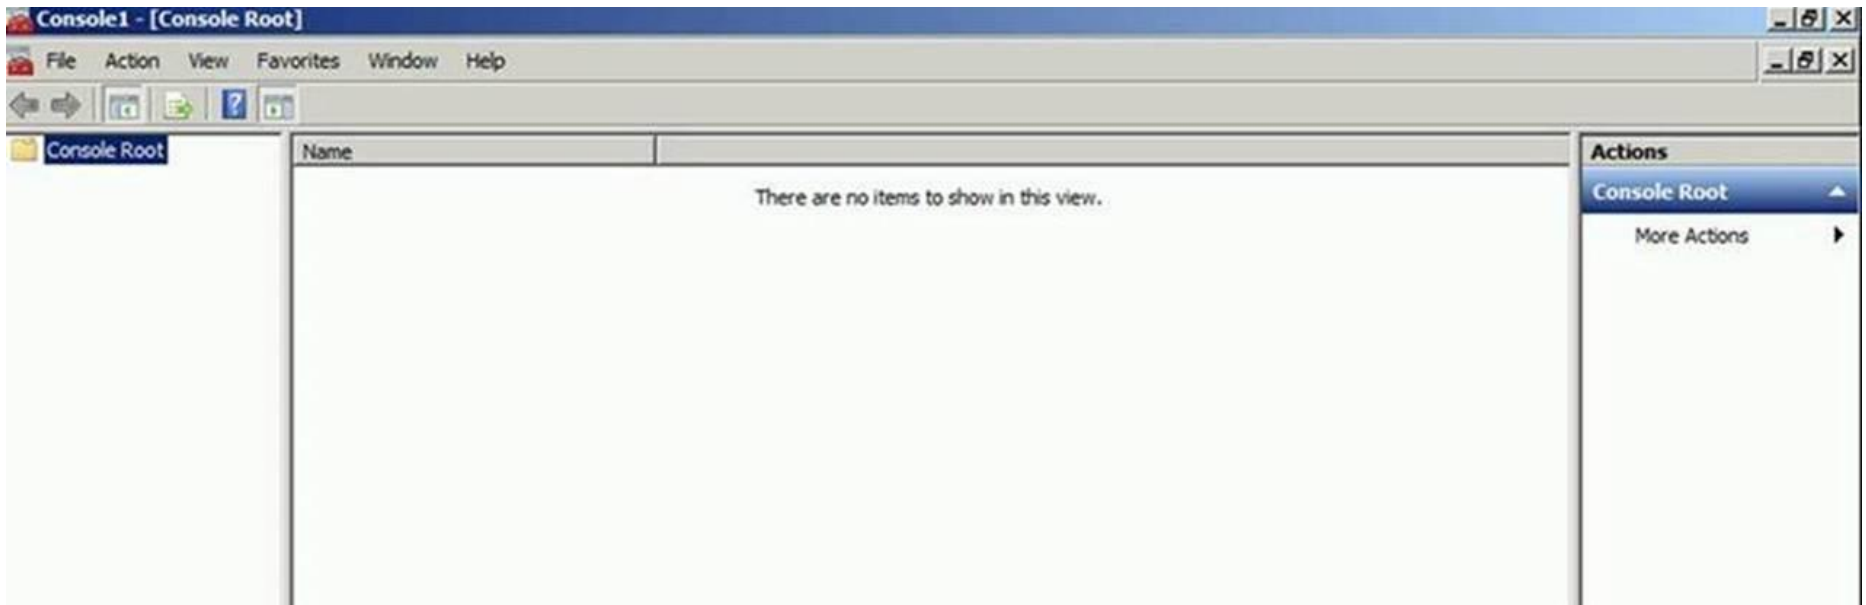 Console1 - [Console Root]
File Action View Favorites Window Help
?
Console Root
Name
There are no items to show in this view.
Actions
Console Root
More Actions